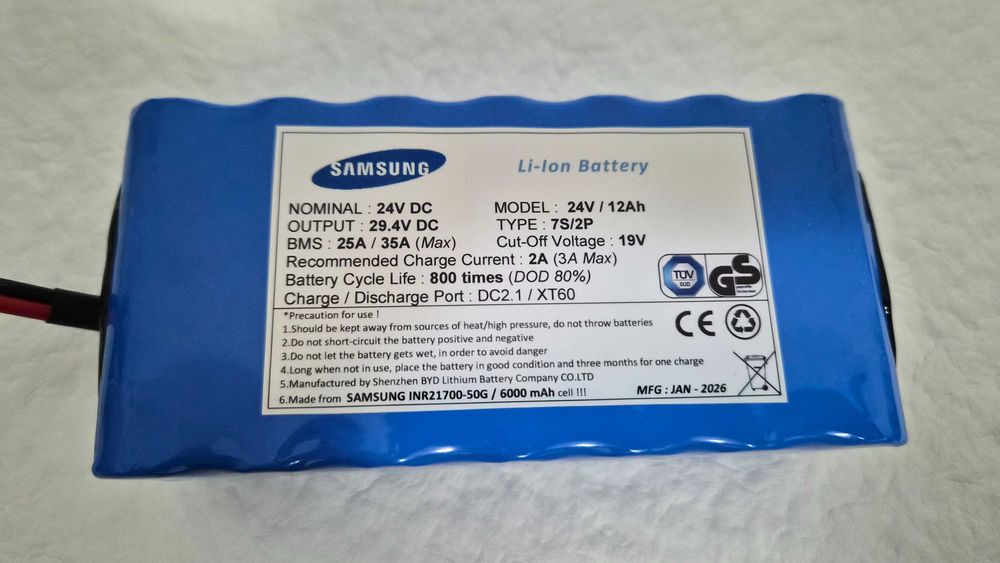 SAMSUNG
Li-Ion Battery
NOMINAL : 24V DC
MODEL : 24V / 12Ah
OUTPUT : 29.4V DC
TYPE : 7S/2P
BMS : 25A / 35A (Max)
Cut-Off Voltage : 19V
Recommended Charge Current : 2A (3A Max)
Battery Cycle Life : 800 times (DOD 80%)
Charge / Discharge Port : DC2.1 / XT60
TÜV
SÜD
GS
*Precaution for use !
1.Should be kept away from sources of heat/high pressure, do not throw batteries
2.Do not short-circuit the battery positive and negative
3.Do not let the battery gets wet, in order to avoid danger
4.Long when not in use, place the battery in good condition and three months for one charge
5.Manufactured by Shenzhen BYD Lithium Battery Company CO.LTD
6.Made from SAMSUNG INR21700-50G / 6000 mAh cell !!!
CE
MFG : JAN - 2026